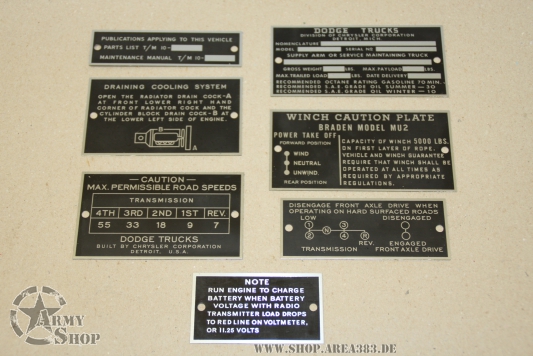 PUBLICATIONS APPLYING TO THIS VEHICLE
PARTS LIST T/M 10-
MAINTENANCE MANUAL T/M 10-
DODGE TRUCKS
DIVISION OF CHRYSLER CORPORATION
DETROIT, MICH.
NOMENCLATURE
MODEL SERIAL NO
SUPPLY ARM OR SERVICE MAINTAINING TRUCK
GROSS WEIGHT LBS. MAX. PAYLOAD LBS.
MAX. TRAILED LOAD LBS. DATE DELIVERY
RECOMMENDED OCTANE RATING GASOLINE 70 MIN.
RECOMMENDED S.A.E. GRADE OIL SUMMER - 30
RECOMMENDED S.A.E. GRADE OIL WINTER - 10
DRAINING COOLING SYSTEM
OPEN THE RADIATOR DRAIN COCK-A
AT FRONT LOWER RIGHT HAND
CORNER OF RADIATOR COCK AND THE
CYLINDER BLOCK DRAIN COCK-B AT
THE LOWER LEFT SIDE OF ENGINE.
A
WINCH CAUTION PLATE
BRADEN MODEL MU2
POWER TAKE OFF
FORWARD POSITION
WIND
NEUTRAL
UNWIND.
REAR POSITION
CAPACITY OF WINCH 5000 LBS.
ON FIRST LAYER OF ROPE.
VEHICLE AND WINCH GUARANTEE
REQUIRE THAT WINCH SHALL BE
OPERATED AT ALL TIMES AS
REQUIRED BY APPROPRIATE
REGULATIONS.
CAUTION
MAX. PERMISSIBLE ROAD SPEEDS
TRANSMISSION
4TH 3RD 2ND 1ST REV.
55 33 18 9 7
DODGE TRUCKS
BUILT BY CHRYSLER CORPORATION
DETROIT, U.S.A.
DISENGAGE FRONT AXLE DRIVE WHEN
OPERATING ON HARD SURFACED ROADS
LOW DISENGAGED
1 3
N
2 4 R
REV.
TRANSMISSION
ENGAGED
FRONT AXLE DRIVE
NOTE
RUN ENGINE TO CHARGE
BATTERY WHEN BATTERY
VOLTAGE WITH RADIO
TRANSMITTER LOAD DROPS
TO RED LINE ON VOLTMETER,
OR 11.25 VOLTS
ARMY
SHOP
WWW.SHOP.AREA383.DE